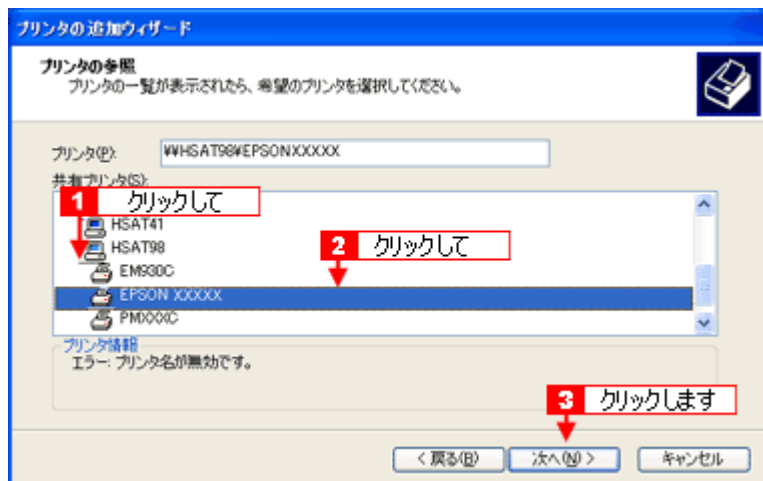 プリンタの追加ウィザード
プリンタの参照
プリンタの一覧が表示されたら、希望のプリンタを選択してください。
プリンタ(P):
¥¥HSAT98¥EPSONXXXXX
共有プリンタ(S):
1 クリックして
HSAT41
HSAT98
2 クリックして
EM930C
EPSON XXXXX
PMXXXC
プリンタ情報
エラー: プリンタ名が無効です。
3 クリックします
< 戻る(B) 次へ(N) > キャンセル